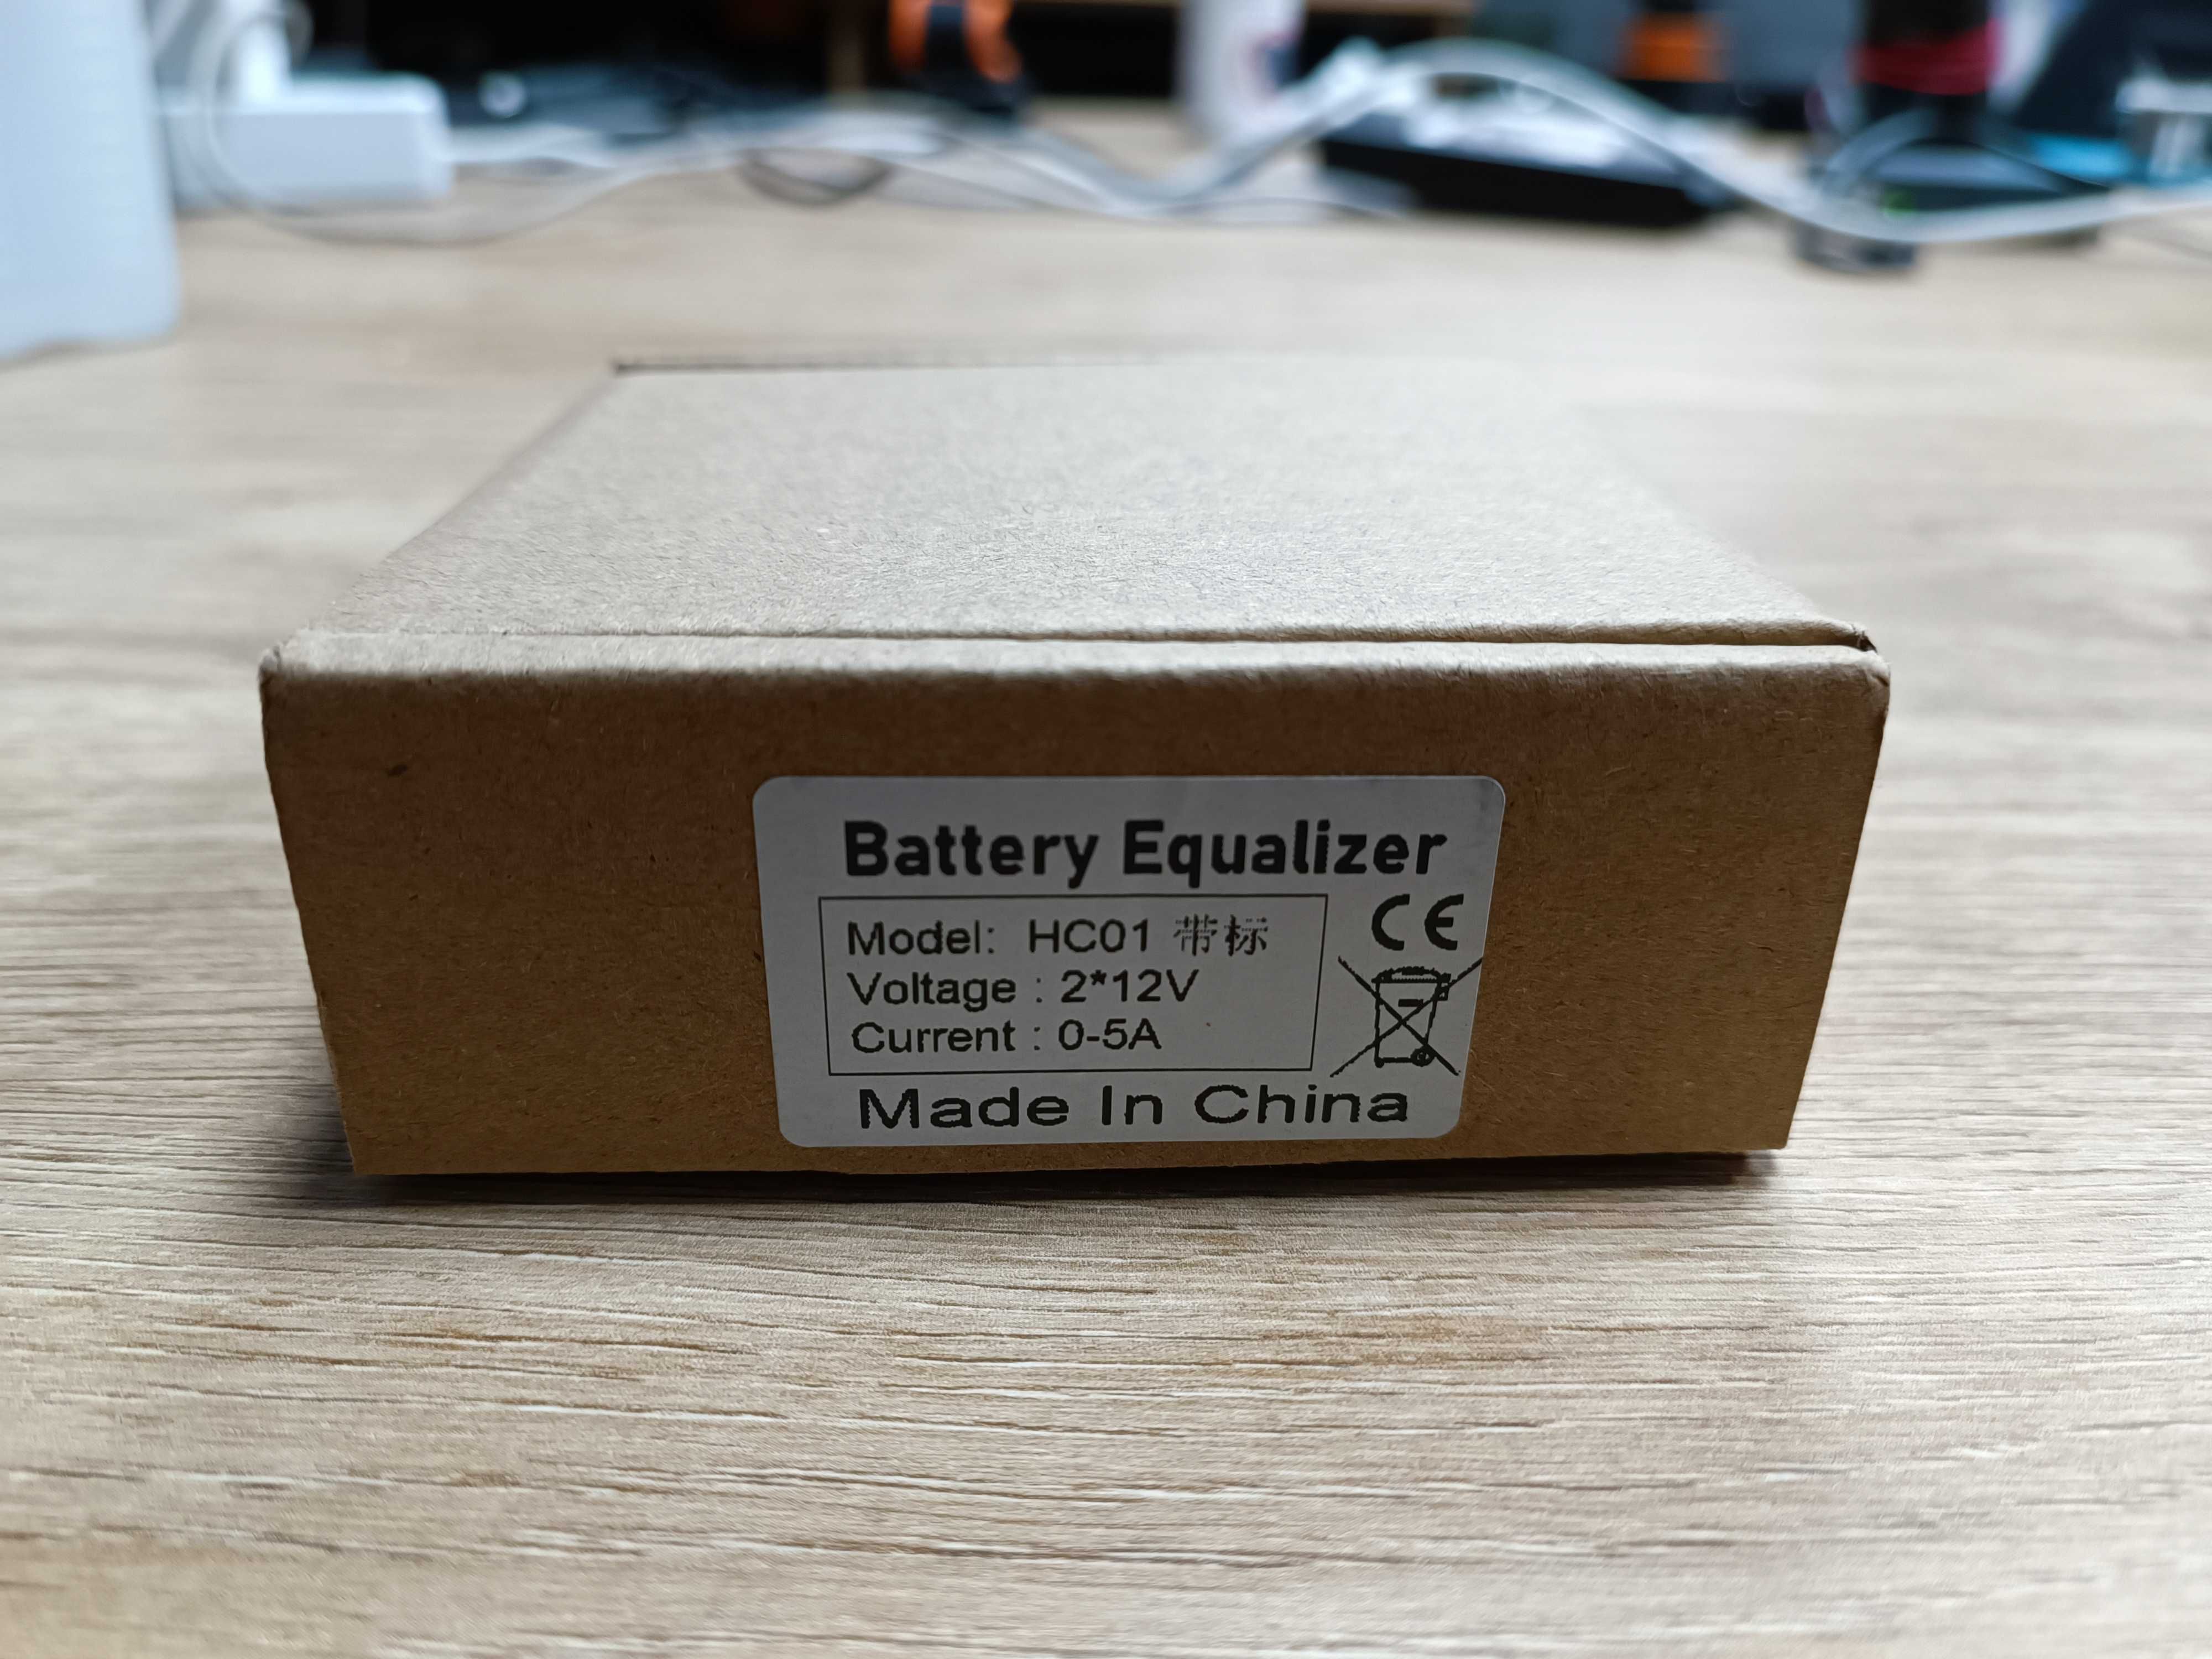 Battery Equalizer
Model: HC01 带标
Voltage : 2*12V
Current : 0-5A
CE
Made In China